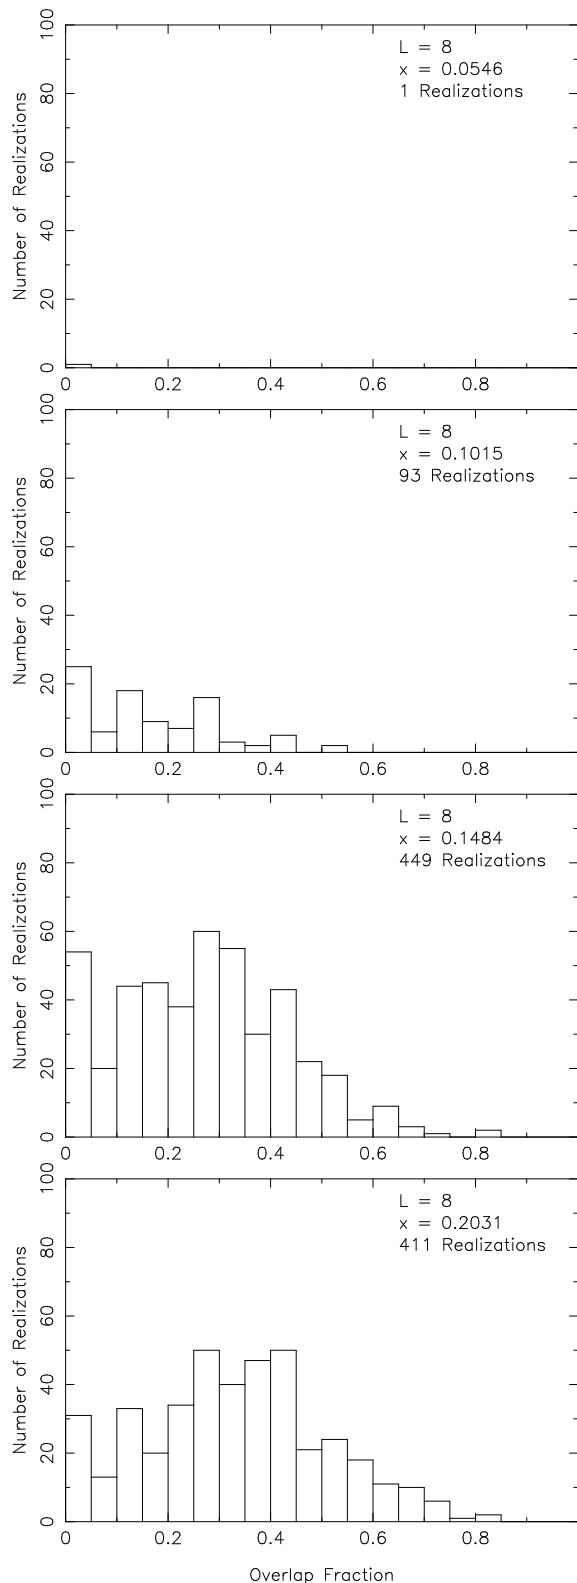 100
L = 8
x = 0.0546
1 Realizations
80
60
40
20
0
Number of Realizations
0 0.2 0.4 0.6 0.8
100
L = 8
x = 0.1015
93 Realizations
80
60
40
20
0
Number of Realizations
0 0.2 0.4 0.6 0.8
100
L = 8
x = 0.1484
449 Realizations
80
60
40
20
0
Number of Realizations
0 0.2 0.4 0.6 0.8
100
L = 8
x = 0.2031
411 Realizations
80
60
40
20
0
Number of Realizations
0 0.2 0.4 0.6 0.8
Overlap Fraction